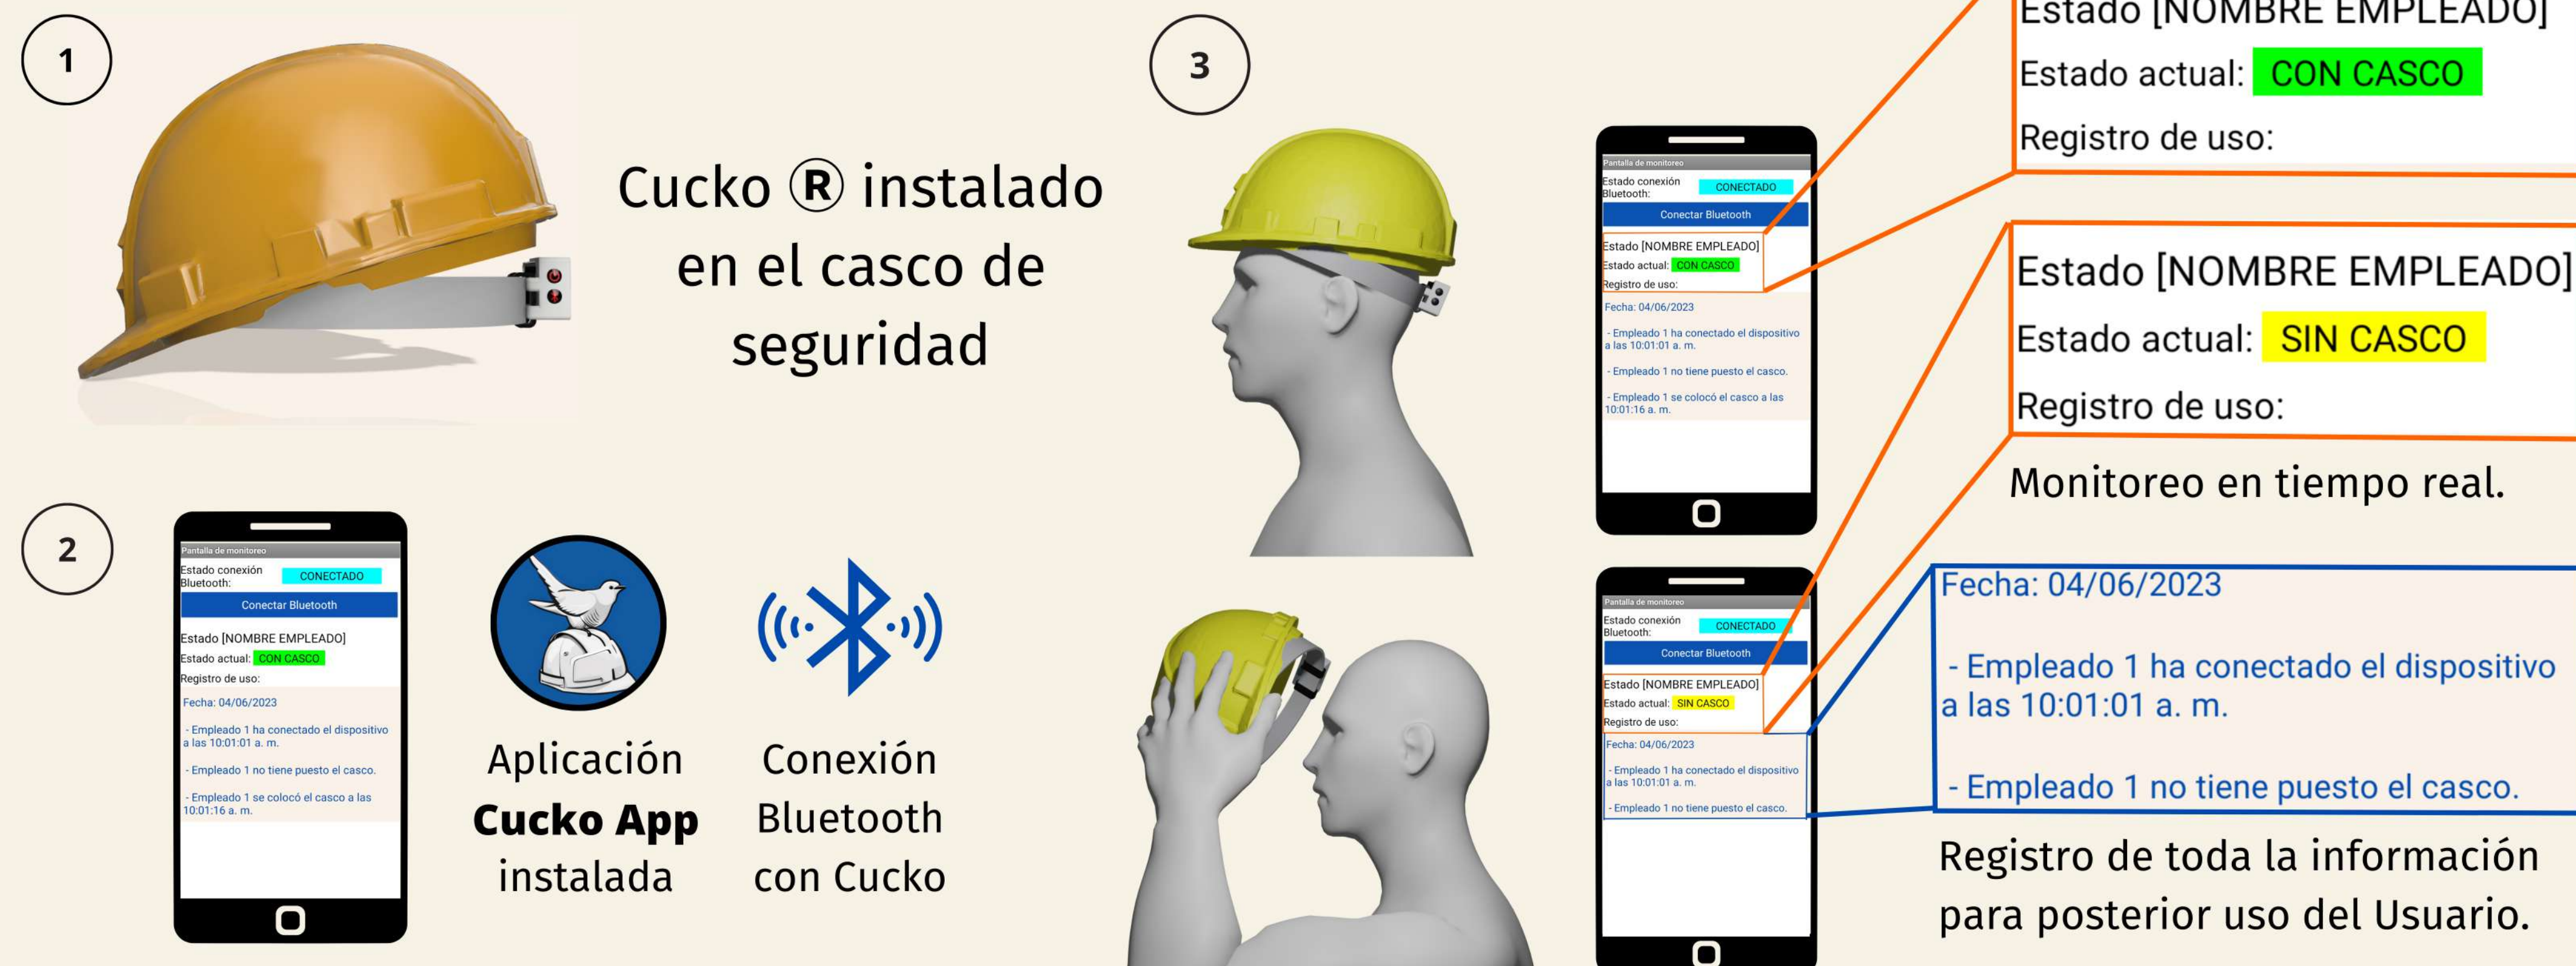 1
Cucko ® instalado
en el casco de
seguridad
2
Pantalla de monitoreo
Estado conexión
Bluetooth:
CONECTADO
Conectar Bluetooth
Estado [NOMBRE EMPLEADO]
Estado actual: CON CASCO
Registro de uso:
Fecha: 04/06/2023
- Empleado 1 ha conectado el dispositivo
a las 10:01:01 a. m.
- Empleado 1 no tiene puesto el casco.
- Empleado 1 se colocó el casco a las
10:01:16 a. m.
Aplicación
Cucko App
instalada
Conexión
Bluetooth
con Cucko
3
Pantalla de monitoreo
Estado conexión
Bluetooth:
CONECTADO
Conectar Bluetooth
Estado [NOMBRE EMPLEADO]
Estado actual: CON CASCO
Registro de uso:
Fecha: 04/06/2023
- Empleado 1 ha conectado el dispositivo
a las 10:01:01 a. m.
- Empleado 1 no tiene puesto el casco.
- Empleado 1 se colocó el casco a las
10:01:16 a. m.
Estado [NOMBRE EMPLEADO]
Estado actual: CON CASCO
Registro de uso:
Estado [NOMBRE EMPLEADO]
Estado actual: SIN CASCO
Registro de uso:
Monitoreo en tiempo real.
Pantalla de monitoreo
Estado conexión
Bluetooth:
CONECTADO
Conectar Bluetooth
Estado [NOMBRE EMPLEADO]
Estado actual: SIN CASCO
Registro de uso:
Fecha: 04/06/2023
- Empleado 1 ha conectado el dispositivo
a las 10:01:01 a. m.
- Empleado 1 no tiene puesto el casco.
Fecha: 04/06/2023
- Empleado 1 ha conectado el dispositivo
a las 10:01:01 a. m.
- Empleado 1 no tiene puesto el casco.
Registro de toda la información
para posterior uso del Usuario.